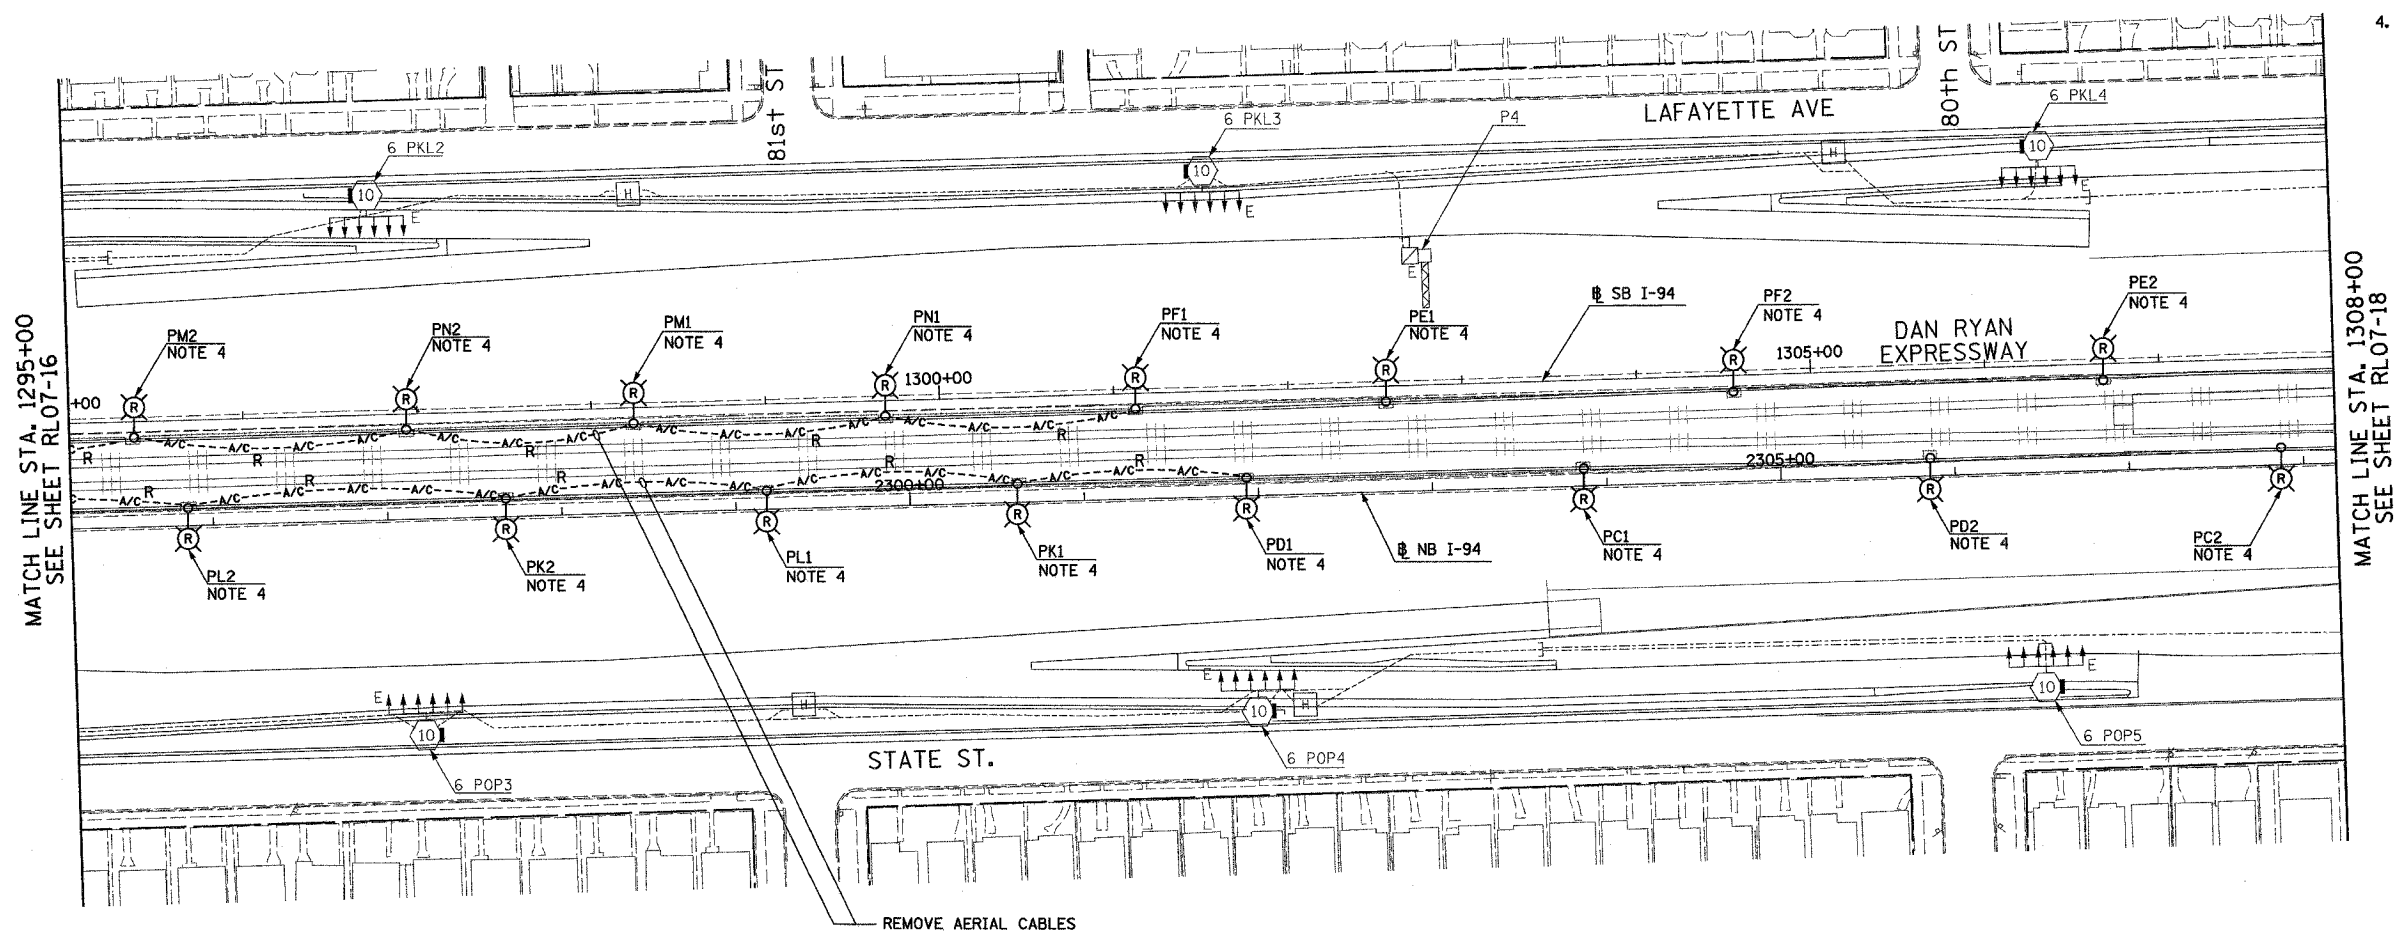 4.
81st ST
80th ST
LAFAYETTE AVE
6 PKL2
6 PKL3
P4
6 PKL4
10
H
10
H
10
E
E
E
E
MATCH LINE STA. 1295+00
SEE SHEET RL07-16
MATCH LINE STA. 1308+00
SEE SHEET RL07-18
PM2
NOTE 4
PN2
NOTE 4
PM1
NOTE 4
PN1
NOTE 4
PF1
NOTE 4
PE1
NOTE 4
SB I-94
PF2
NOTE 4
DAN RYAN
EXPRESSWAY
PE2
NOTE 4
R
R
R
R
R
R
R
R
+00
1300+00
1305+00
A/C A/C A/C A/C A/C A/C A/C A/C A/C A/C A/C
R
R
R
R
R
A/C A/C A/C A/C A/C A/C A/C A/C A/C A/C A/C A/C
R
R
R
R
R
2300+00
2305+00
R
R
R
R
R
R
R
R
PL2
NOTE 4
PK2
NOTE 4
PL1
NOTE 4
PK1
NOTE 4
PD1
NOTE 4
NB I-94
PC1
NOTE 4
PD2
NOTE 4
PC2
NOTE 4
E
E
E
10
H
10
H
10
6 POP3
6 POP4
6 POP5
STATE ST.
REMOVE AERIAL CABLES